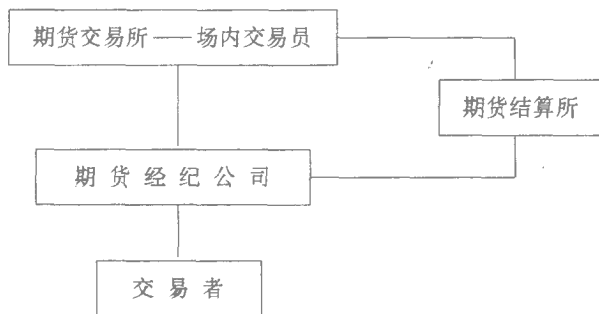 期货交易所——场内交易员
期货结算所
期货经纪公司
交易者